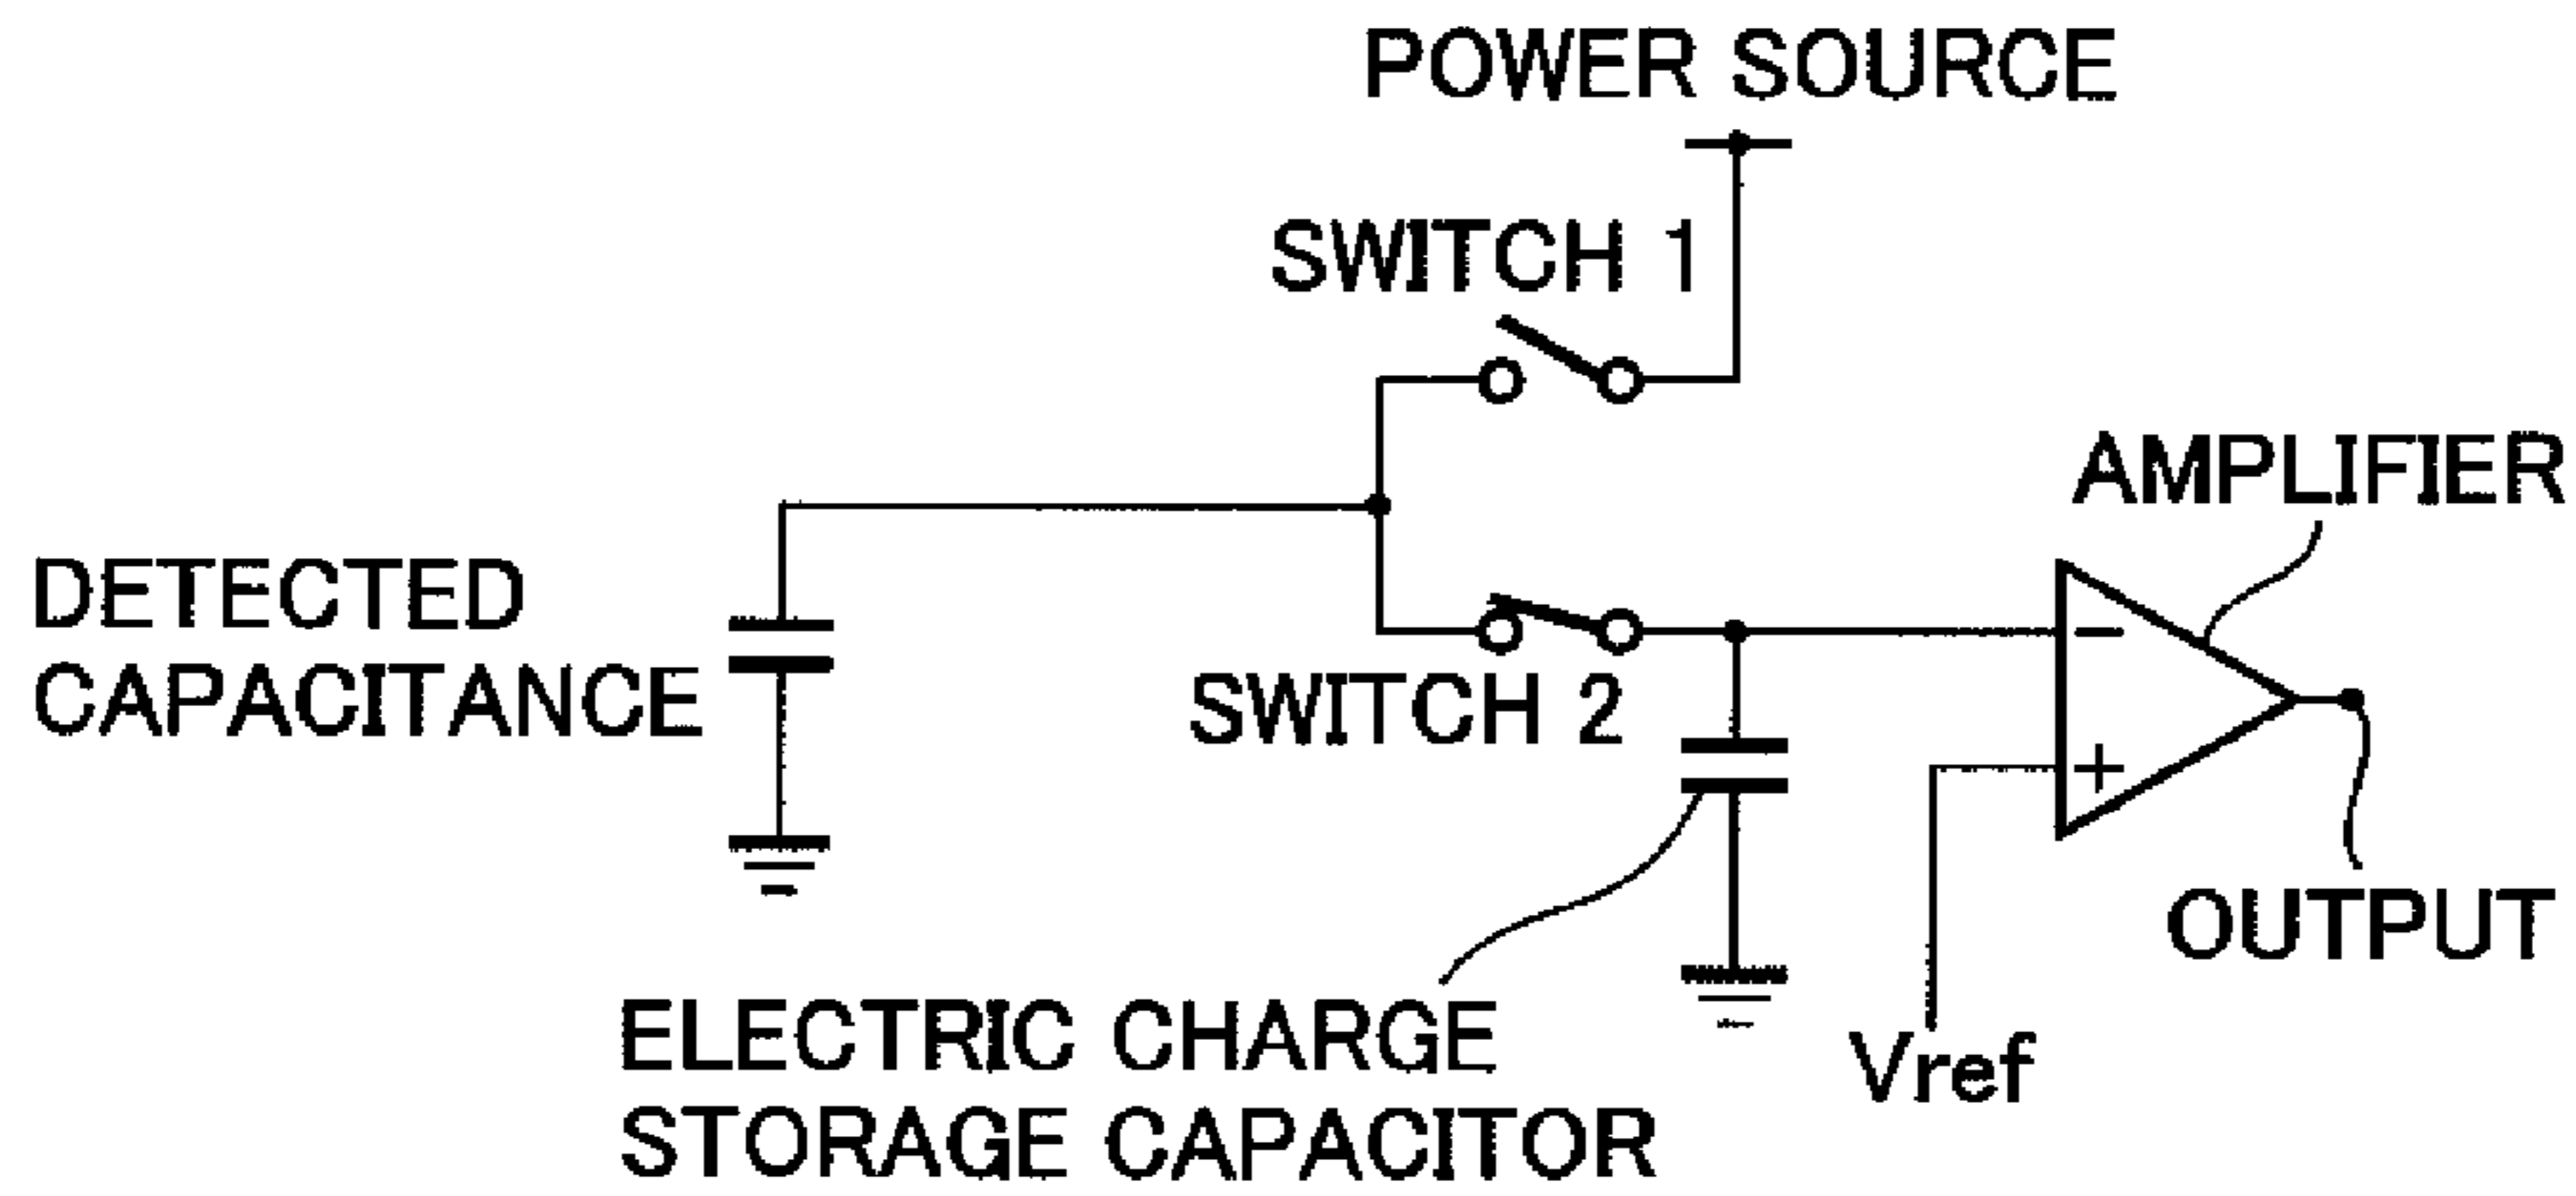 POWER SOURCE
SWITCH 1
AMPLIFIER
DETECTED
CAPACITANCE
−
SWITCH 2
+
OUTPUT
ELECTRIC CHARGE
STORAGE CAPACITOR
Vref